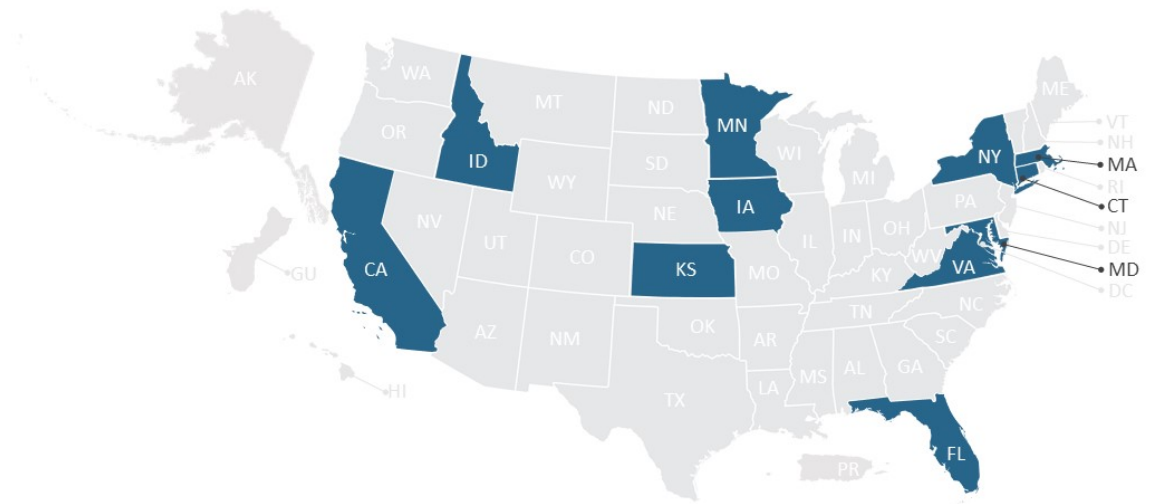 AK
WA
MT
ND
MN
ME
VT
NH
OR
ID
SD
WI
MI
NY
MA
RI
CT
WY
NE
IA
PA
NJ
DE
MD
DC
NV
UT
CO
KS
MO
IL
IN
OH
WV
VA
KY
GU
CA
AZ
NM
OK
AR
TN
NC
SC
HI
TX
LA
MS
AL
GA
FL
PR